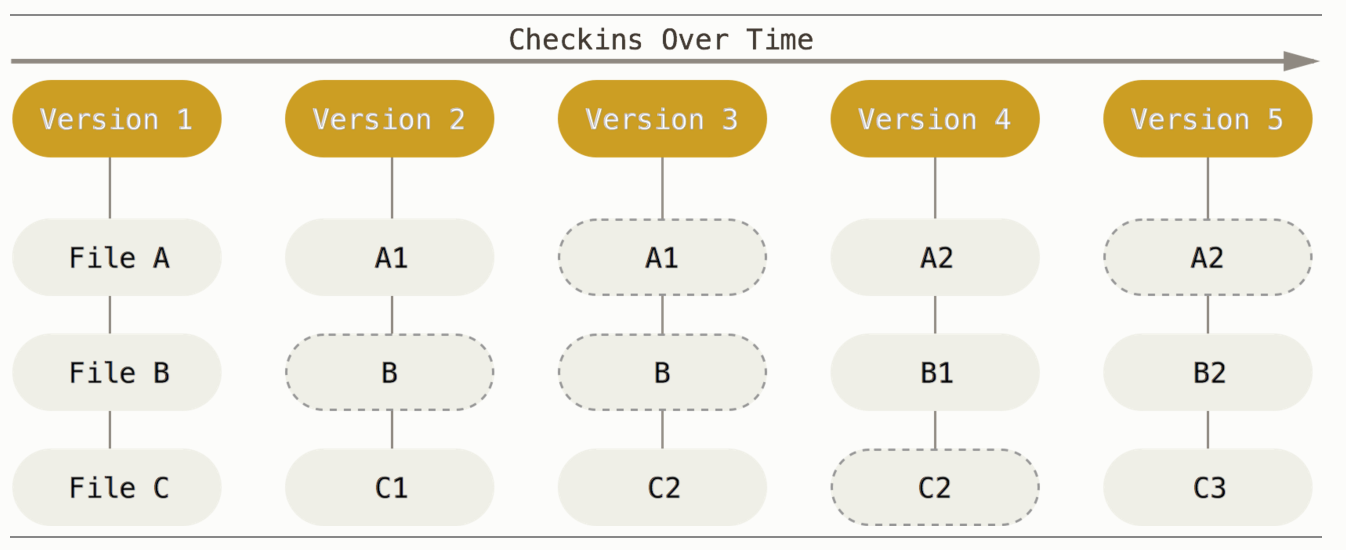 Checkins Over Time
Version 1 Version 2 Version 3 Version 4 Version 5
File A A1 A1 A2 A2
File B B B B1 B2
File C C1 C2 C2 C3